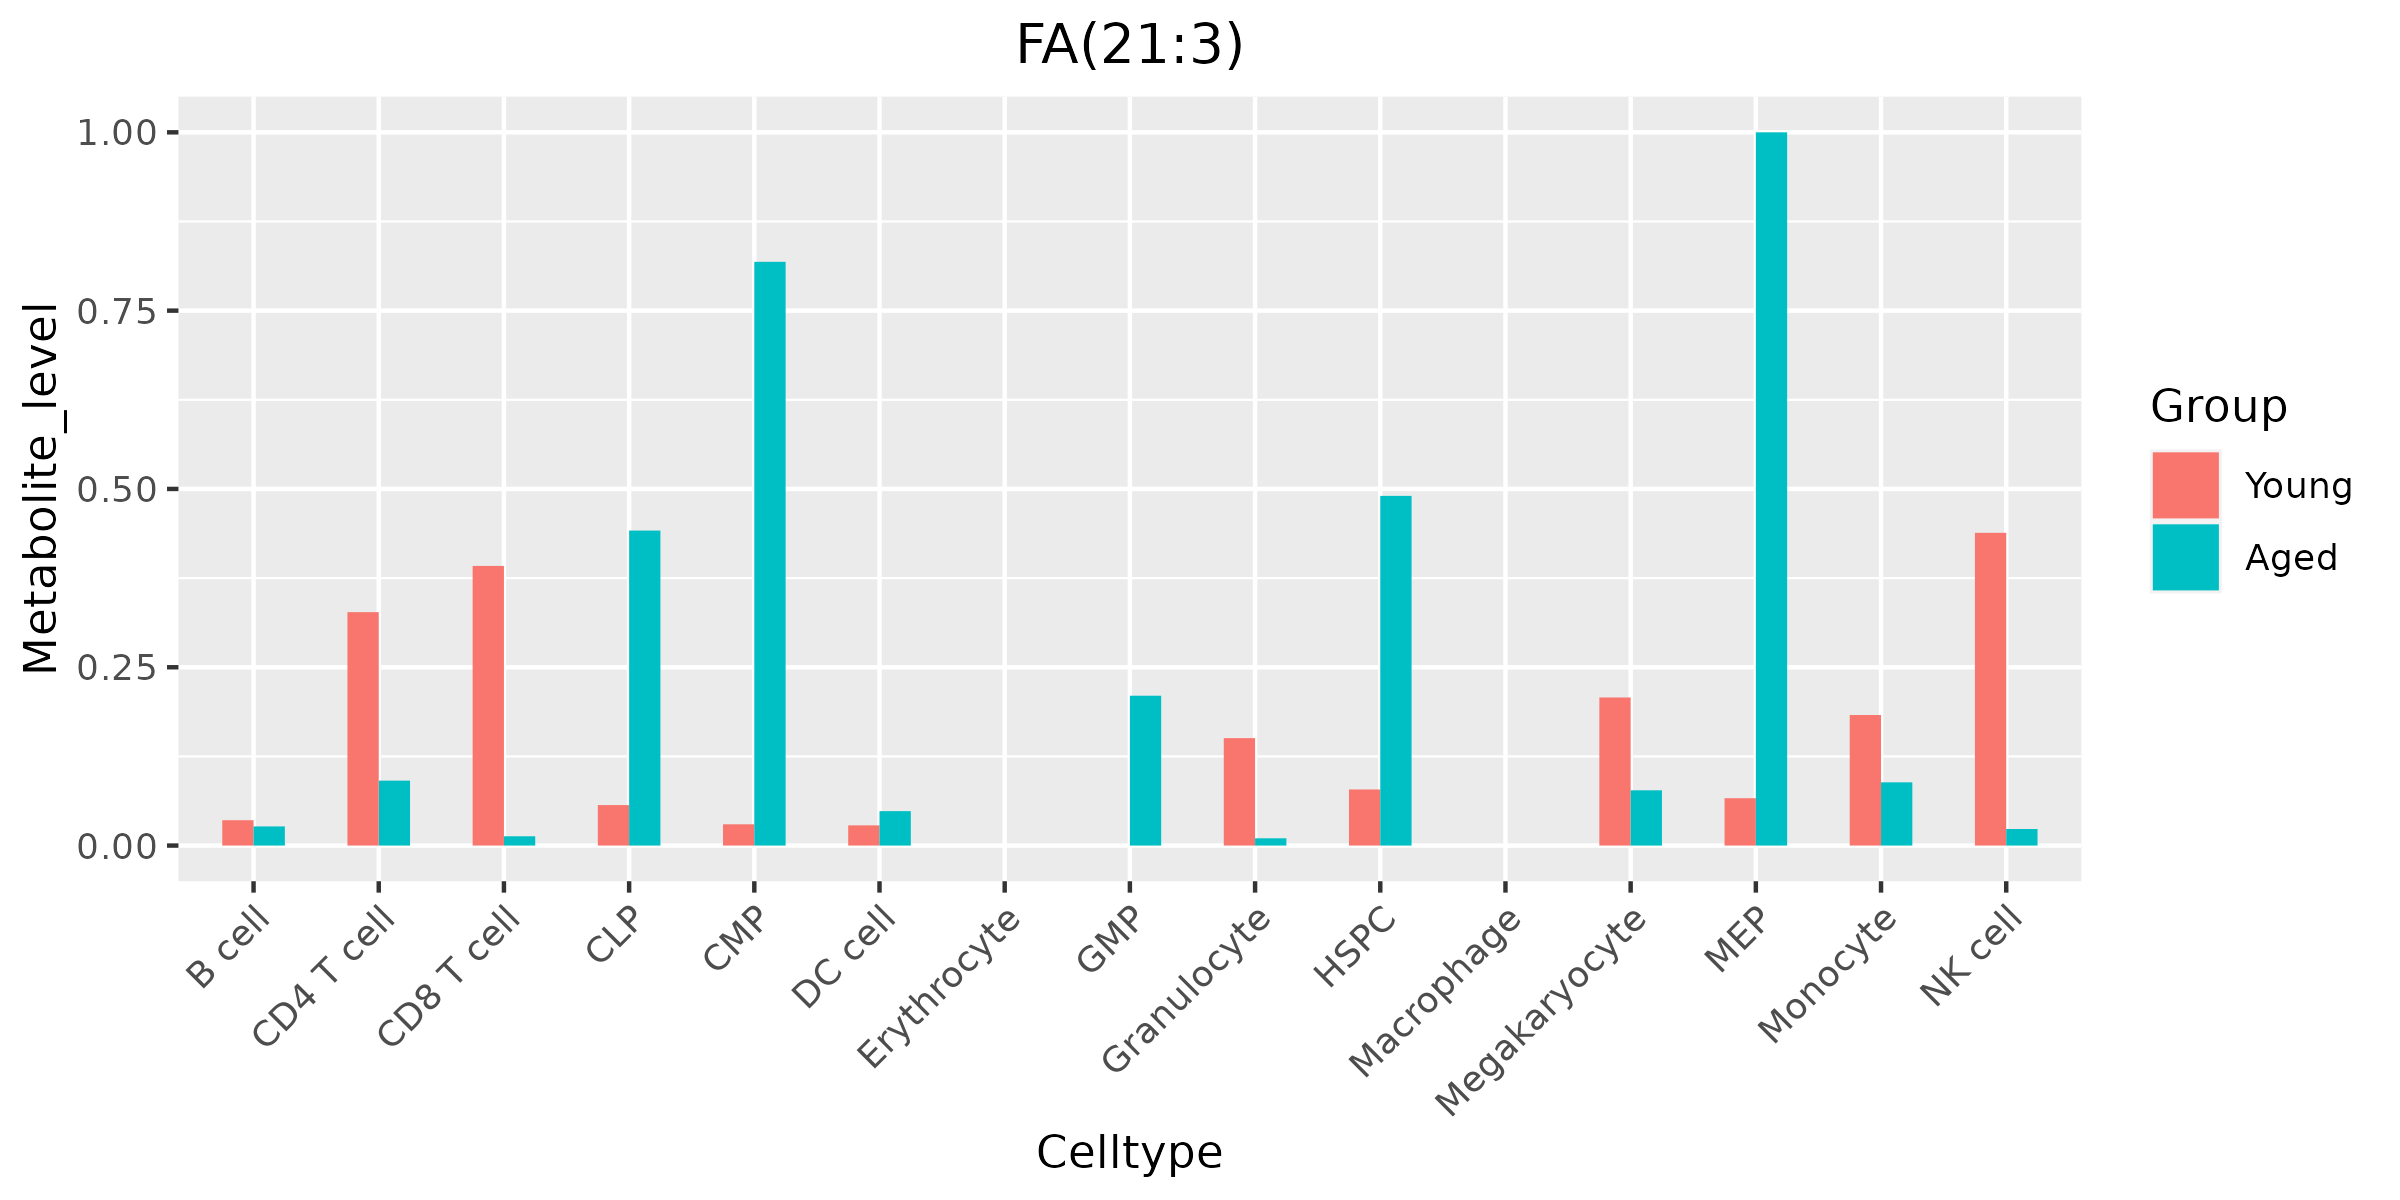 FA(21:3)
Metabolite_level
1.00
0.75
0.50
0.25
0.00
B cell
CD4 T cell
CD8 T cell
CLP
CMP
DC cell
Erythrocyte
GMP
Granulocyte
HSPC
Macrophage
Megakaryocyte
MEP
Monocyte
NK cell
Celltype
Group
Young
Aged